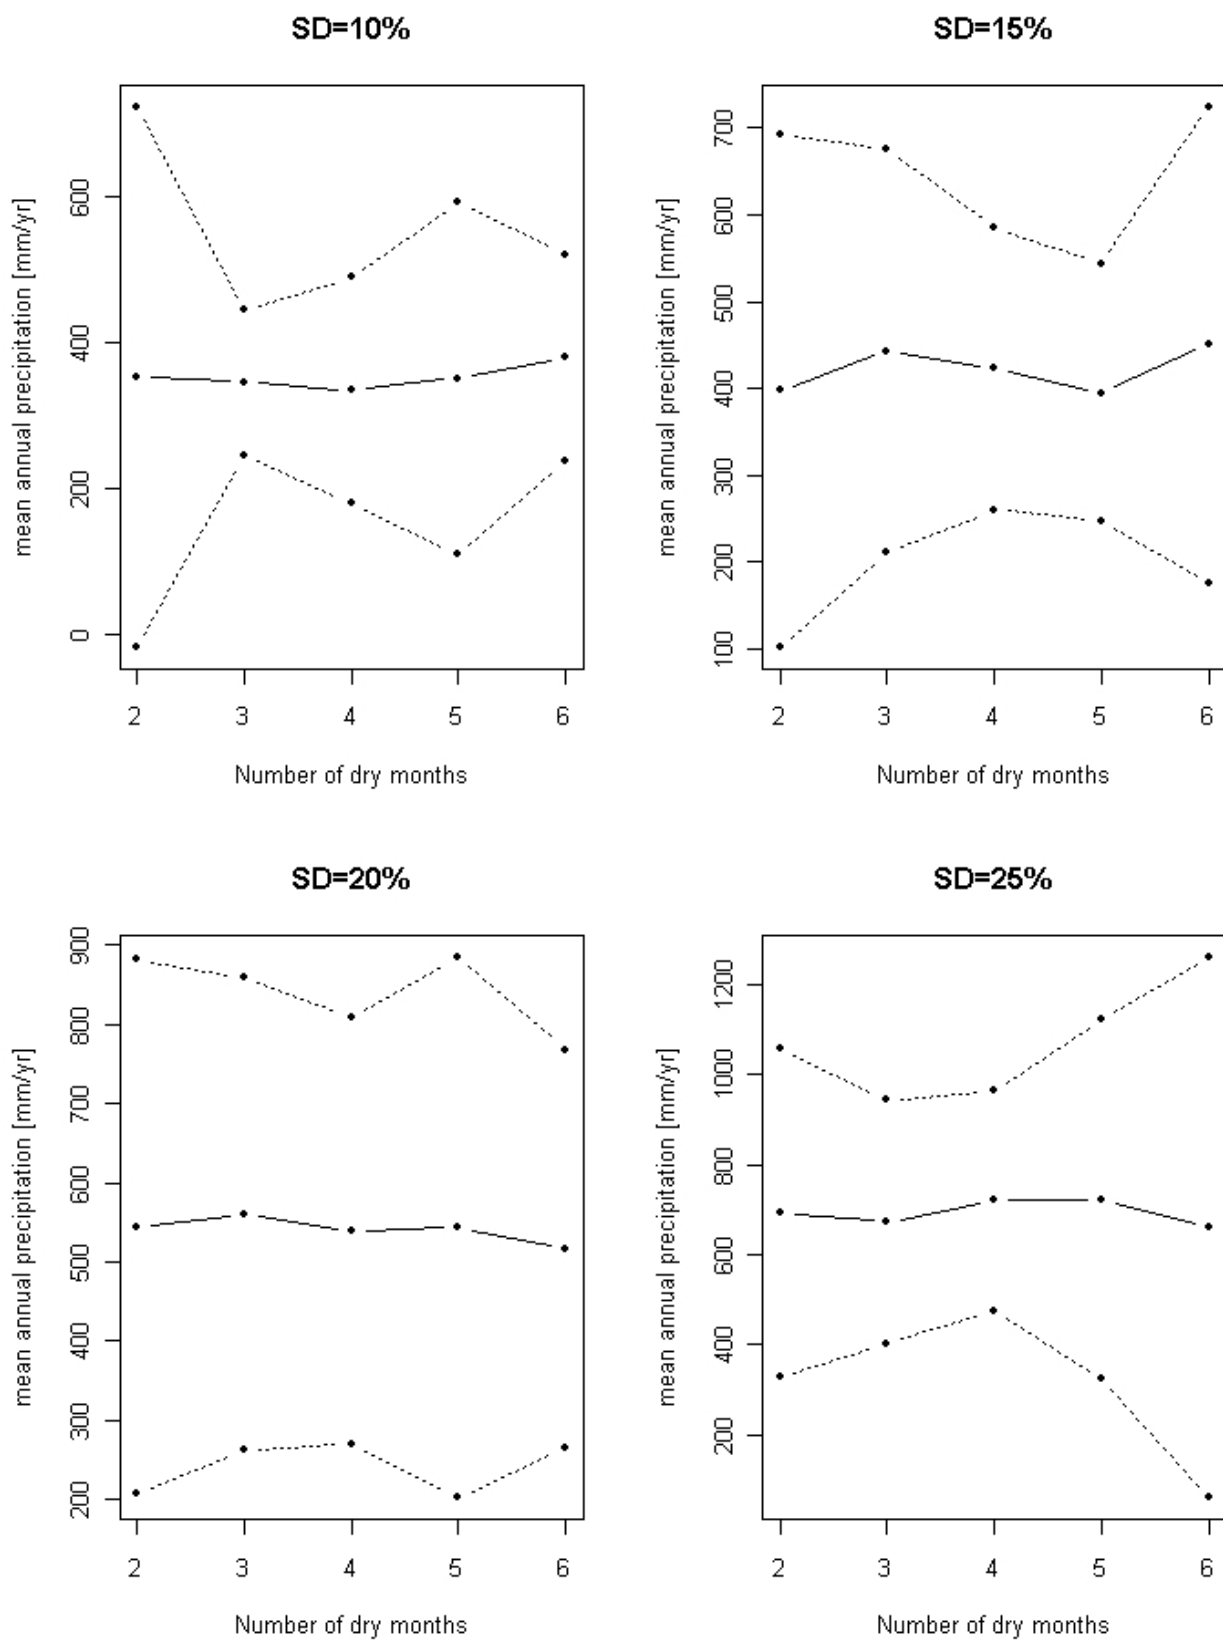 SD=10%
mean annual precipitation [mm/yr]
600
400
200
0
2 3 4 5 6
Number of dry months
SD=15%
mean annual precipitation [mm/yr]
700
600
500
400
300
200
100
2 3 4 5 6
Number of dry months
SD=20%
mean annual precipitation [mm/yr]
900
800
700
600
500
400
300
200
2 3 4 5 6
Number of dry months
SD=25%
mean annual precipitation [mm/yr]
1200
1000
800
600
400
200
2 3 4 5 6
Number of dry months